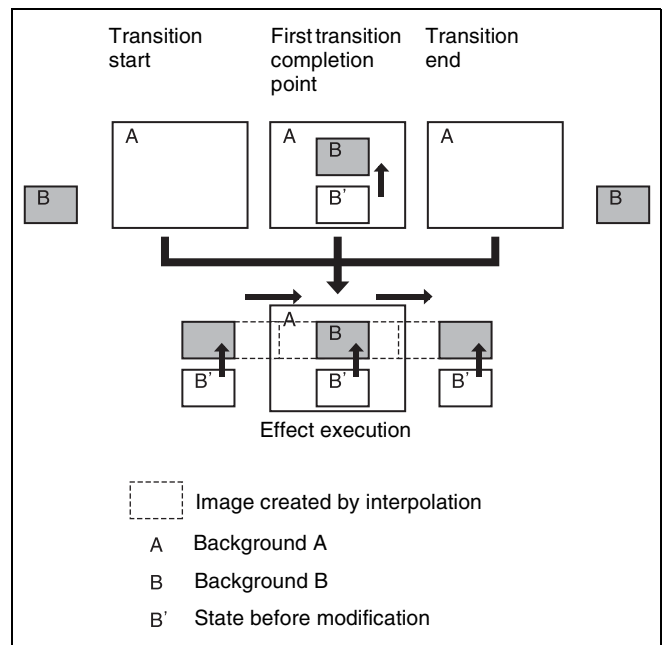 Transition start
First transition completion point
Transition end
A
A
A
B
B
B
B'
A
B
B'
B'
B'
Effect execution
Image created by interpolation
A Background A
B Background B
B' State before modification